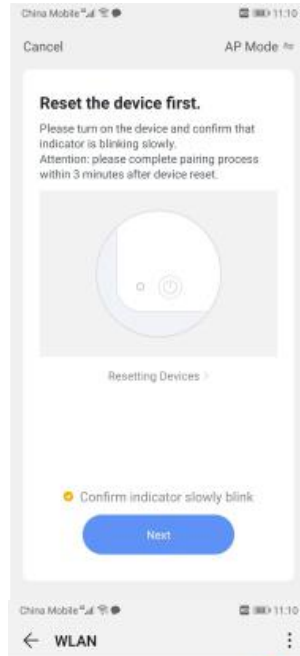 China Mobile
11:10
Cancel
AP Mode
Reset the device first.
Please turn on the device and confirm that
indicator is blinking slowly.
Attention: please complete pairing process
within 3 minutes after device reset.
Resetting Devices
Confirm indicator slowly blink
Next
China Mobile
11:10
WLAN